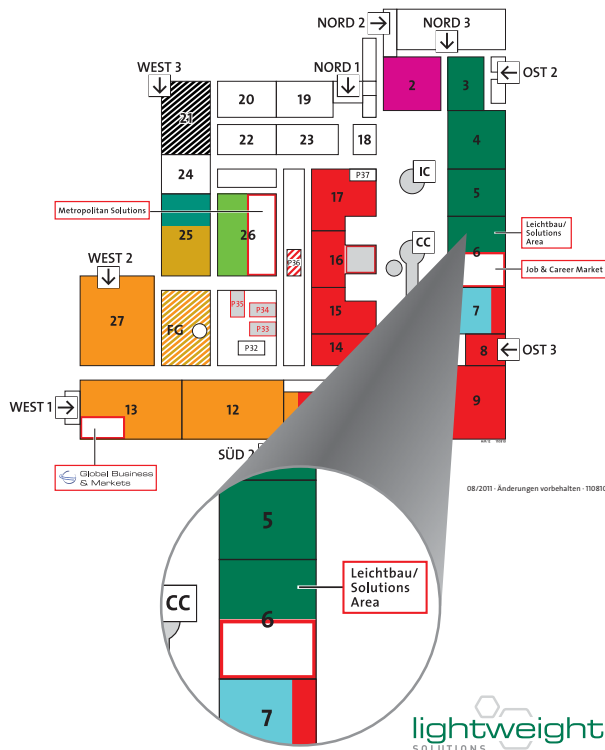 NORD 2
NORD 3
WEST 3
NORD 1
OST 2
2
3
20
19
21
4
22
23
18
24
P37
IC
17
5
Metropolitan Solutions
26
Leichtbau/
Solutions
Area
25
CC
6
WEST 2
16
P36
Job & Career Market
27
P35
P34
15
7
FG
P33
P32
14
8
OST 3
WEST 1
13
12
9
SÜD 2
Global Business
& Markets
08/2011 · Änderungen vorbehalten · 110810
5
Leichtbau/
Solutions
Area
CC
6
7
lightweight
SOLUTIONS